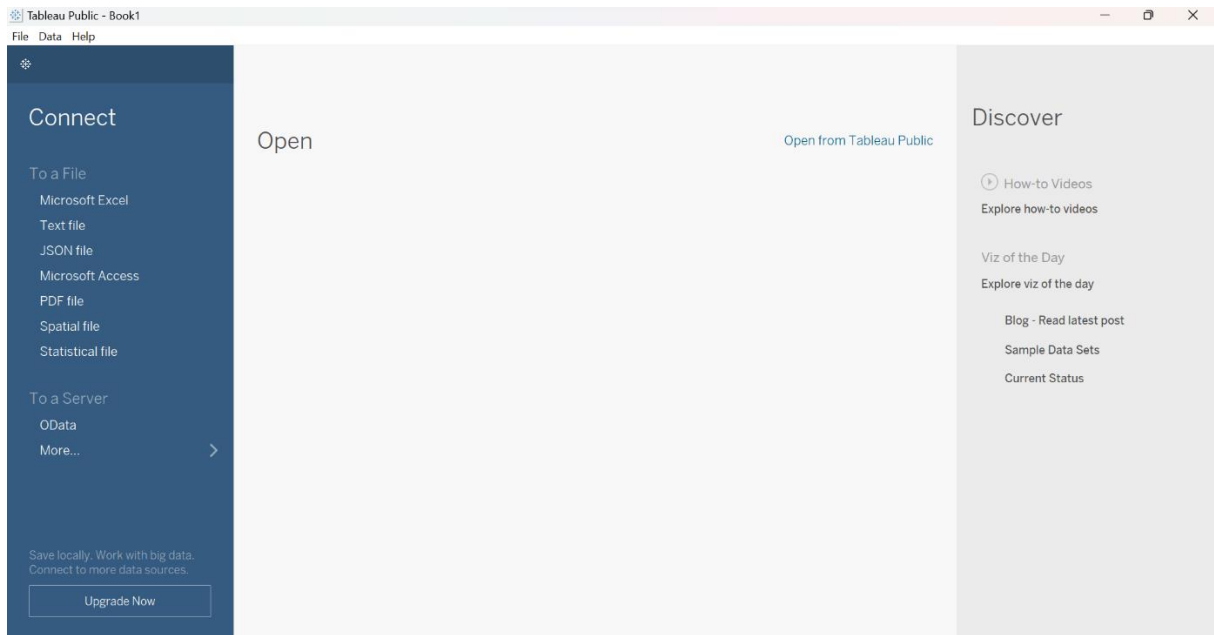 Tableau Public - Book1
File Data Help
Connect
To a File
Microsoft Excel
Text file
JSON file
Microsoft Access
PDF file
Spatial file
Statistical file
To a Server
OData
More...
Save locally. Work with big data.
Connect to more data sources.
Upgrade Now
Open
Open from Tableau Public
Discover
How-to Videos
Explore how-to videos
Viz of the Day
Explore viz of the day
Blog - Read latest post
Sample Data Sets
Current Status